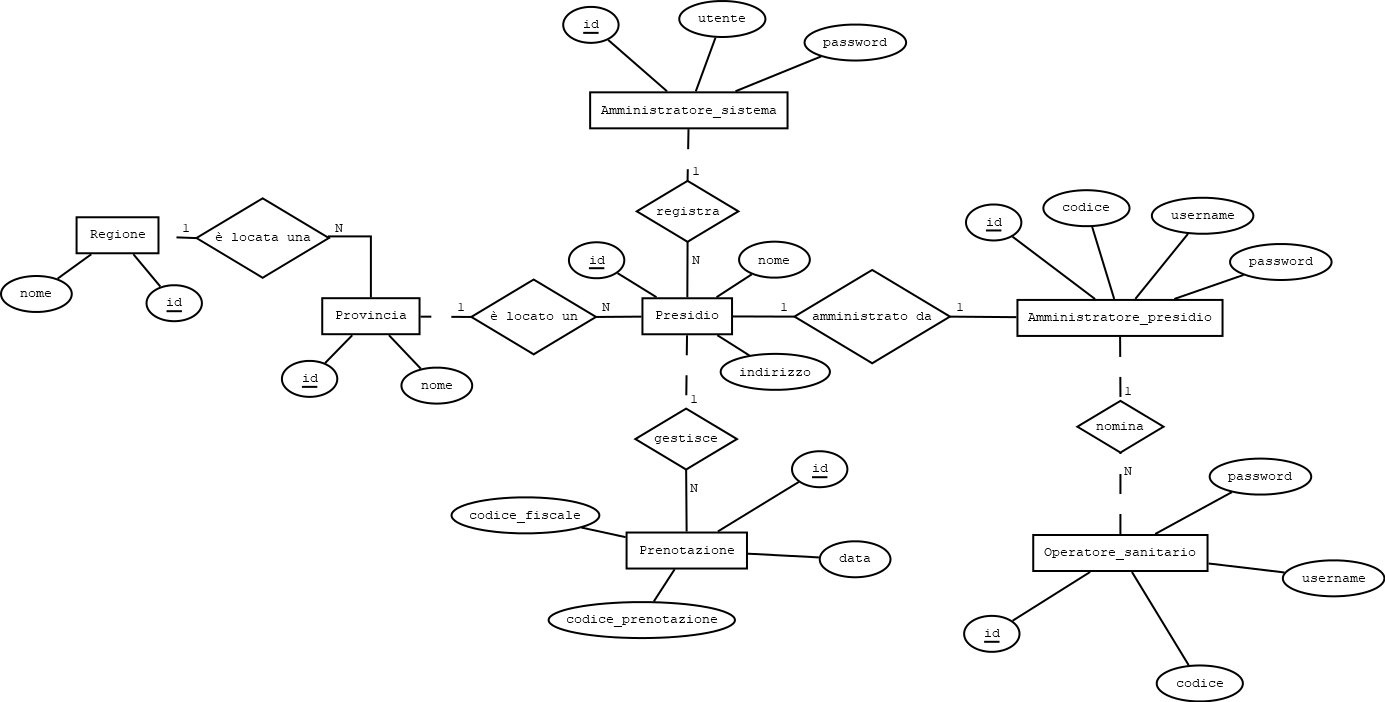 id
utente
password
Amministratore_sistema
1
registra
N
Regione
1
è locata una
N
nome
id
Provincia
id
nome
1
è locato un
N
id
nome
Presidio
indirizzo
1
amministrato da
1
id
codice
username
password
Amministratore_presidio
1
gestisce
N
id
codice_fiscale
Prenotazione
data
codice_prenotazione
1
nomina
N
password
Operatore_sanitario
username
id
codice